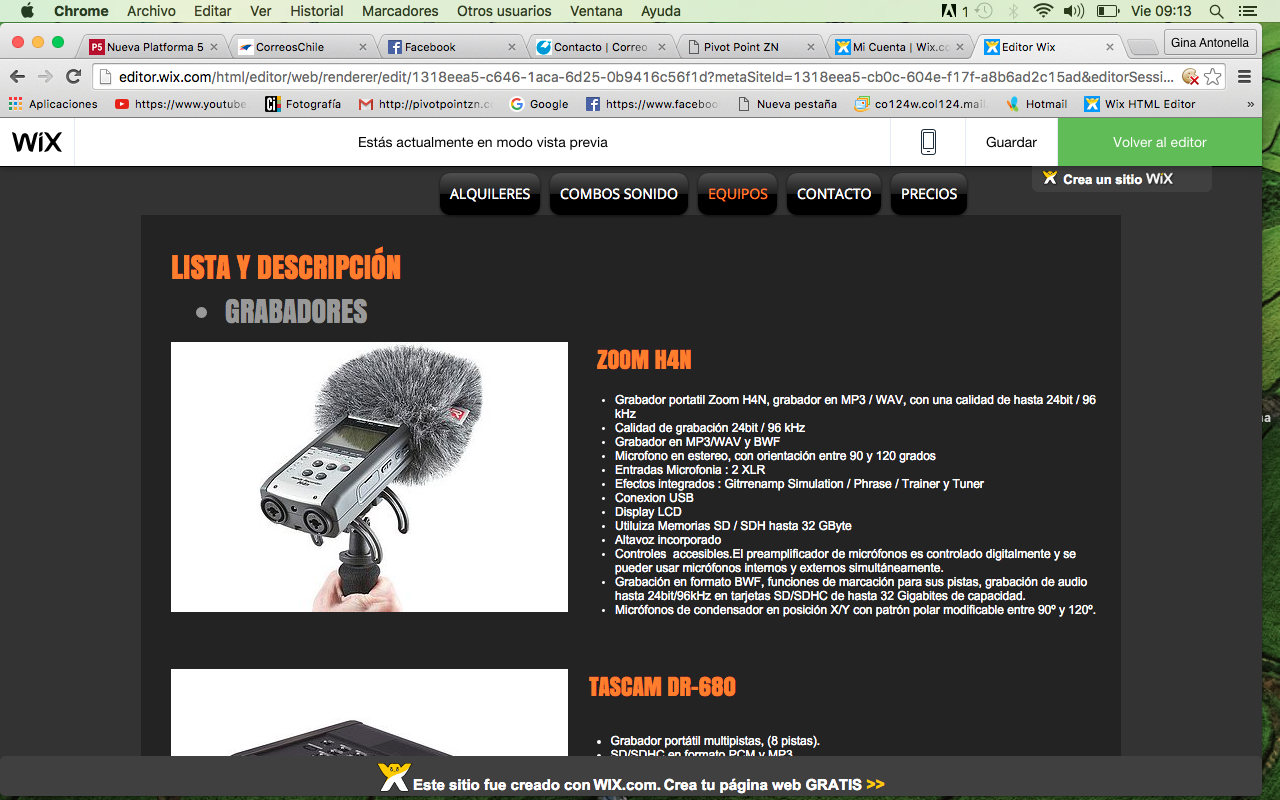 Chrome Archivo Editar Ver Historial Marcadores Otros usuarios Ventana Ayuda 1 Vie 09:13
Nueva Platforma 5 CorreosChile Facebook Contacto | Correo Pivot Point ZN Mi Cuenta | Wix.co Editor Wix Gina Antonella
editor.wix.com/html/editor/web/renderer/edit/1318eea5-c646-1aca-6d25-0b9416c56f1d?metaSiteId=1318eea5-cb0c-604e-f17f-a8b6ad2c15ad&editorSessi...
Aplicaciones https://www.youtube Fotografía http://pivotpointzn.c Google https://www.faceboo Nueva pestaña co124w.col124.mail. Hotmail Wix HTML Editor »
WiX Estás actualmente en modo vista previa Guardar Volver al editor
Crea un sitio WiX
ALQUILERES COMBOS SONIDO EQUIPOS CONTACTO PRECIOS
LISTA Y DESCRIPCIÓN
• GRABADORES
ZOOM H4N
• Grabador portatil Zoom H4N, grabador en MP3 / WAV, con una calidad de hasta 24bit / 96
kHz
• Calidad de grabación 24bit / 96 kHz
• Grabador en MP3/WAV y BWF
• Microfono en estereo, con orientación entre 90 y 120 grados
• Entradas Microfonia : 2 XLR
• Efectos integrados : Gitrrenamp Simulation / Phrase / Trainer y Tuner
• Conexion USB
• Display LCD
• Utiluiza Memorias SD / SDH hasta 32 GByte
• Altavoz incorporado
• Controles accesibles.El preamplificador de micrófonos es controlado digitalmente y se
pueder usar micrófonos internos y externos simultáneamente.
• Grabación en formato BWF, funciones de marcación para sus pistas, grabación de audio
hasta 24bit/96kHz en tarjetas SD/SDHC de hasta 32 Gigabites de capacidad.
• Micrófonos de condensador en posición X/Y con patrón polar modificable entre 90º y 120º.
TASCAM DR-680
• Grabador portátil multipistas, (8 pistas).
• SD/SDHC en formato PCM y MP3
Este sitio fue creado con WIX.com. Crea tu página web GRATIS >>